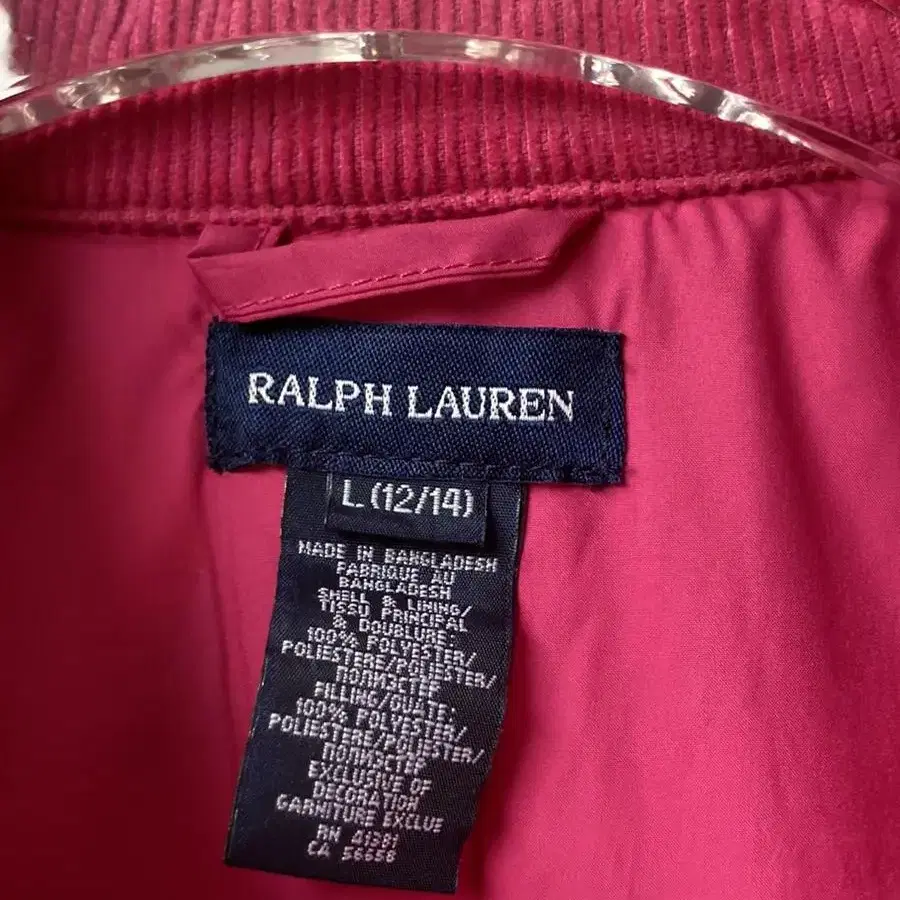 RALPH LAUREN
L (12/14)
MADE IN BANGLADESH
FABRIQUE AU
BANGLADESH
SHELL & LINING/
TISSU PRINCIPAL
& DOUBLURE:
100% POLYESTER/
POLIESTERE/POLIESTER/
ПОЛИЭСТЕР
FILLING/OUATE:
100% POLYESTER/
POLIESTERE/POLIESTER/
ПОЛИЭСТЕР
EXCLUSIVE OF
DECORATION
GARNITURE EXCLUE
RN 41381
CA 56658